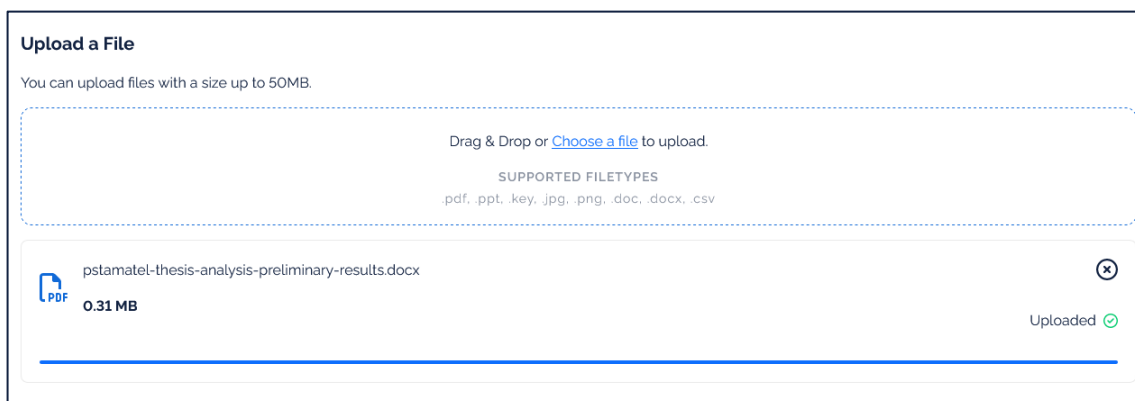 Upload a File
You can upload files with a size up to 50MB.
Drag & Drop or Choose a file to upload.
SUPPORTED FILETYPES
.pdf, .ppt, .key, .jpg, .png, .doc, .docx, .csv
pstamatel-thesis-analysis-preliminary-results.docx
PDF
0.31 MB
Uploaded